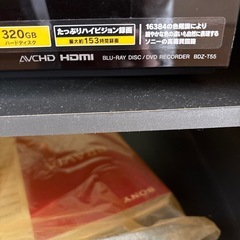 320GB
ハードディスク
たっぷりハイビジョン録画
最大約153時間録画
16384の色階調により
鮮やかな色の違いも自然に表現する
ソニーの高画質回路
AVCHD HDMI BLU-RAY DISC / DVD RECORDER BDZ-T55
SONY